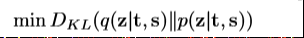 min D_{KL}(q(z|t, s)‖p(z|t, s))